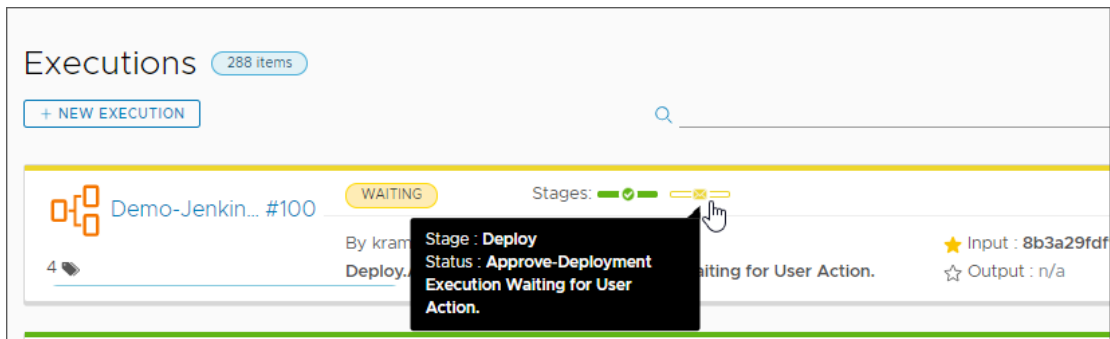 Executions 288 items
+ NEW EXECUTION
Demo-Jenkin... #100 WAITING Stages:
By kram
Stage : Deploy
Status : Approve-Deployment
Execution Waiting for User
Action.
Input : 8b3a29fdf
4 Deploy. aiting for User Action. Output : n/a